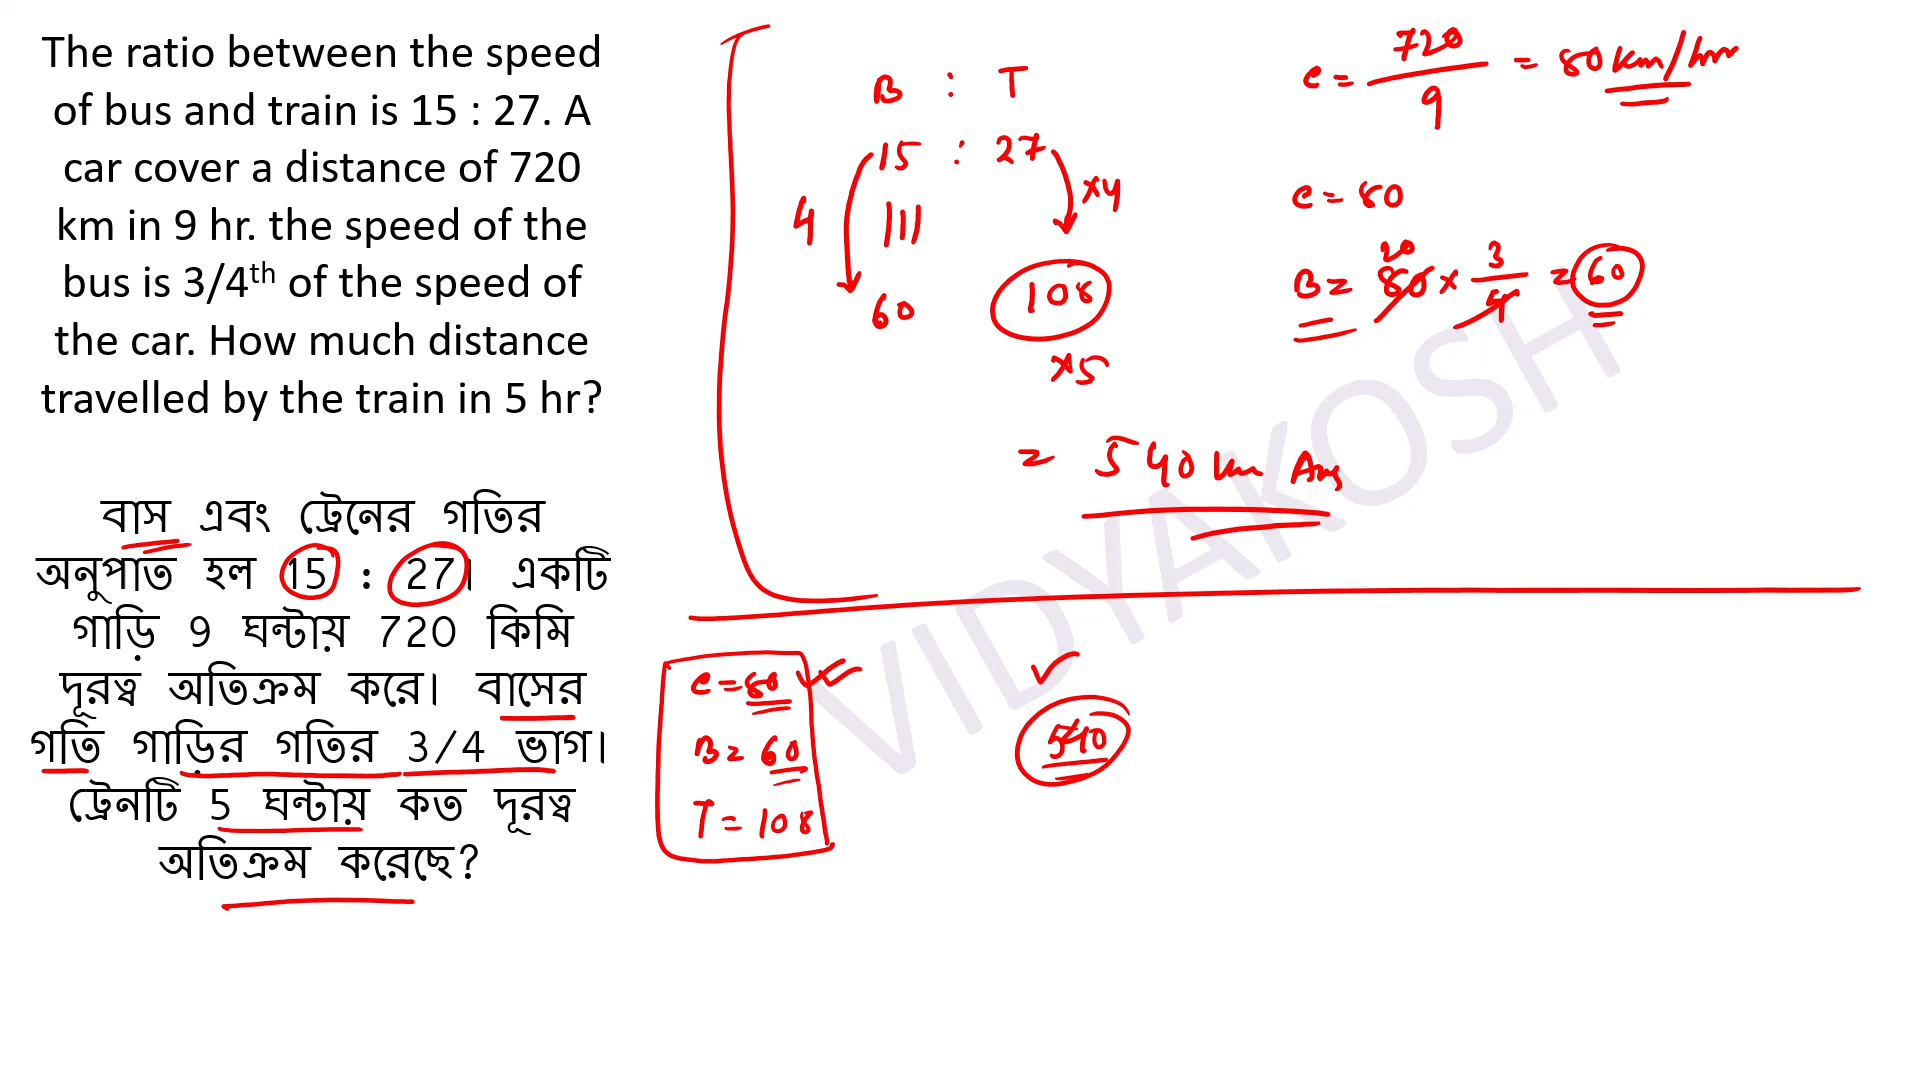 The ratio between the speed
of bus and train is 15 : 27. A
car cover a distance of 720
km in 9 hr. the speed of the
bus is 3/4th of the speed of
the car. How much distance
travelled by the train in 5 hr?
বাস এবং ট্রেনের গতির
অনুপাত হল 15 : 27। একটি
গাড়ি 9 ঘন্টায় 720 কিমি
দূরত্ব অতিক্রম করে। বাসের
গতি গাড়ির গতির 3/4 ভাগ।
ট্রেনটি 5 ঘন্টায় কত দূরত্ব
অতিক্রম করেছে?
B : T
15 : 27
4
×4
60 108
×5
= 540 km Ans
C = 720/9 = 80 km/hr
C = 80
20
B = 80 × 3/4 = 60
C = 80
B = 60
T = 108
540
VIDYAKOSH